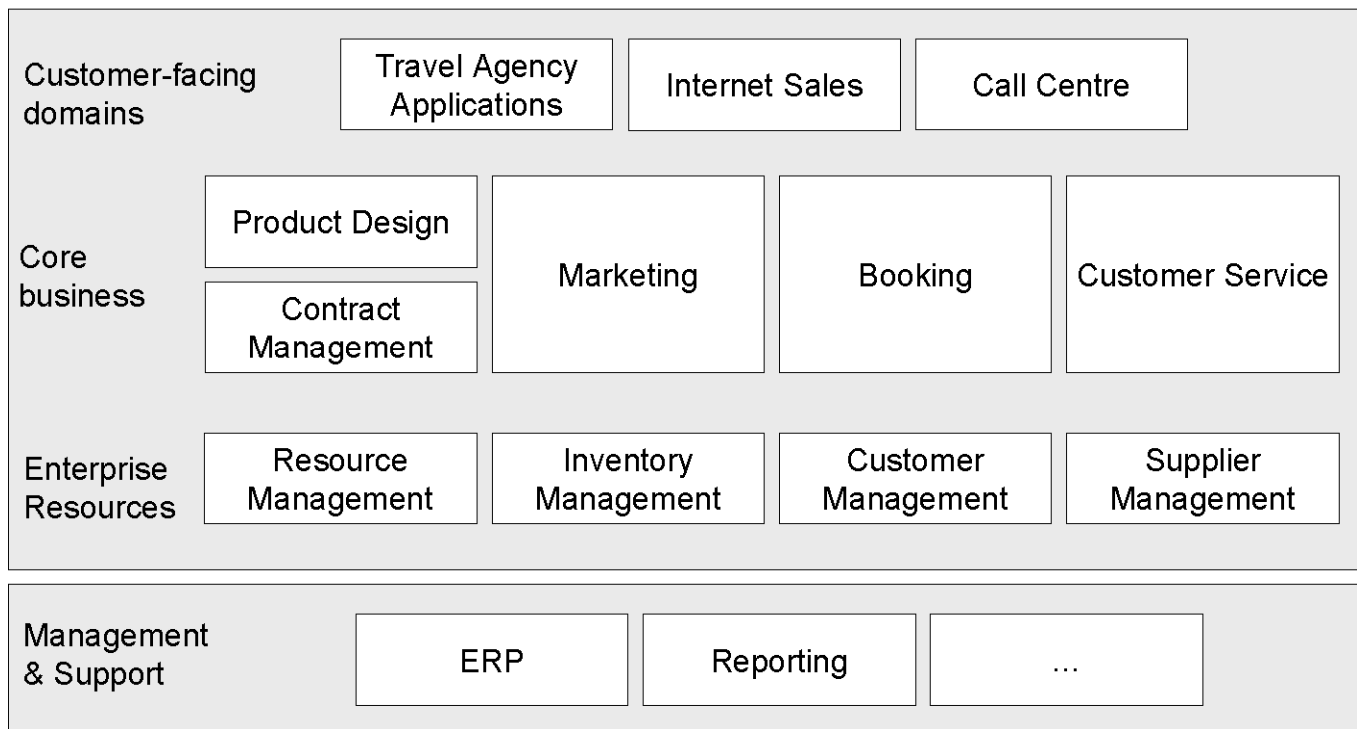 Customer-facing
domains
Travel Agency
Applications
Internet Sales
Call Centre
Core
business
Product Design
Contract
Management
Marketing
Booking
Customer Service
Enterprise
Resources
Resource
Management
Inventory
Management
Customer
Management
Supplier
Management
Management
& Support
ERP
Reporting
...